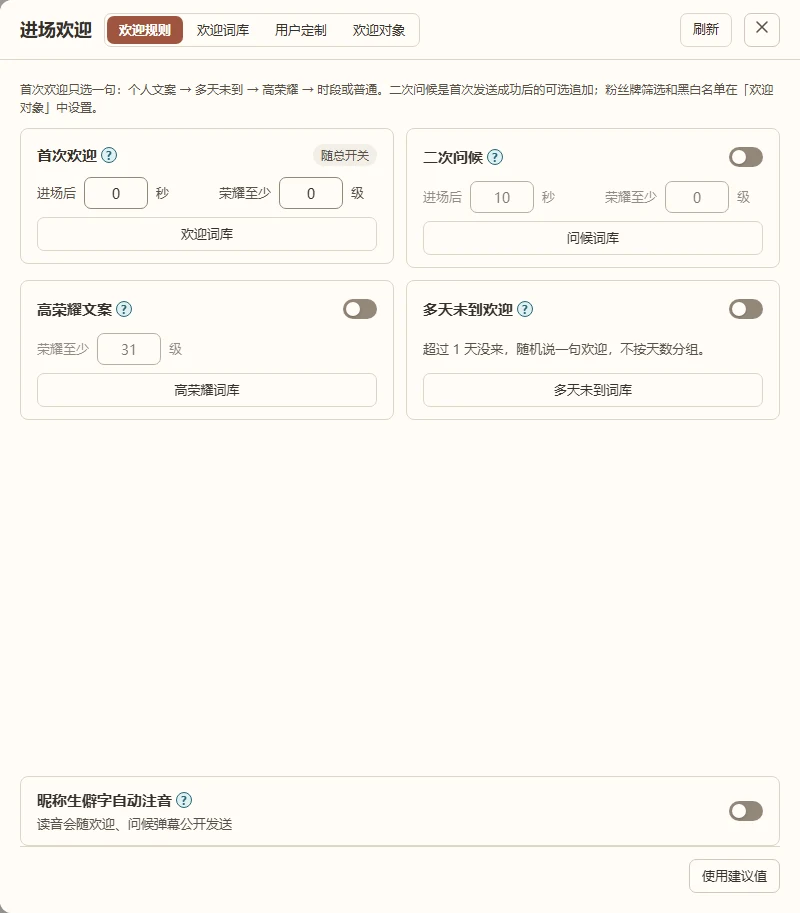 进场欢迎 欢迎规则 欢迎词库 用户定制 欢迎对象 刷新
首次欢迎只选一句：个人文案 → 多天未到 → 高荣耀 → 时段或普通。二次问候是首次发送成功后的可选追加；粉丝牌筛选和黑白名单在「欢迎
对象」中设置。
首次欢迎 ? 随总开关
进场后 0 秒 荣耀至少 0 级
欢迎词库
二次问候 ?
进场后 10 秒 荣耀至少 0 级
问候词库
高荣耀文案 ?
荣耀至少 31 级
高荣耀词库
多天未到欢迎 ?
超过 1 天没来，随机说一句欢迎，不按天数分组。
多天未到词库
昵称生僻字自动注音 ?
读音会随欢迎、问候弹幕公开发送
使用建议值